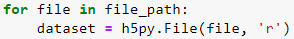 for file in file_path:
    dataset = h5py.File(file, 'r')